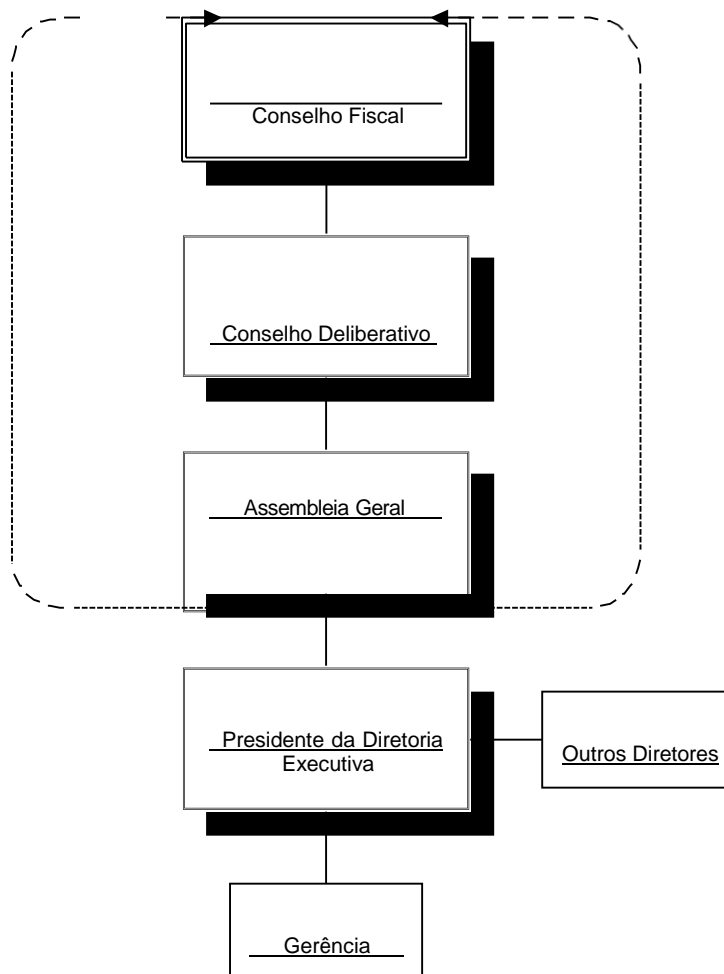 Conselho Fiscal
Conselho Deliberativo
Assembleia Geral
Presidente da Diretoria
Executiva
Outros Diretores
Gerência